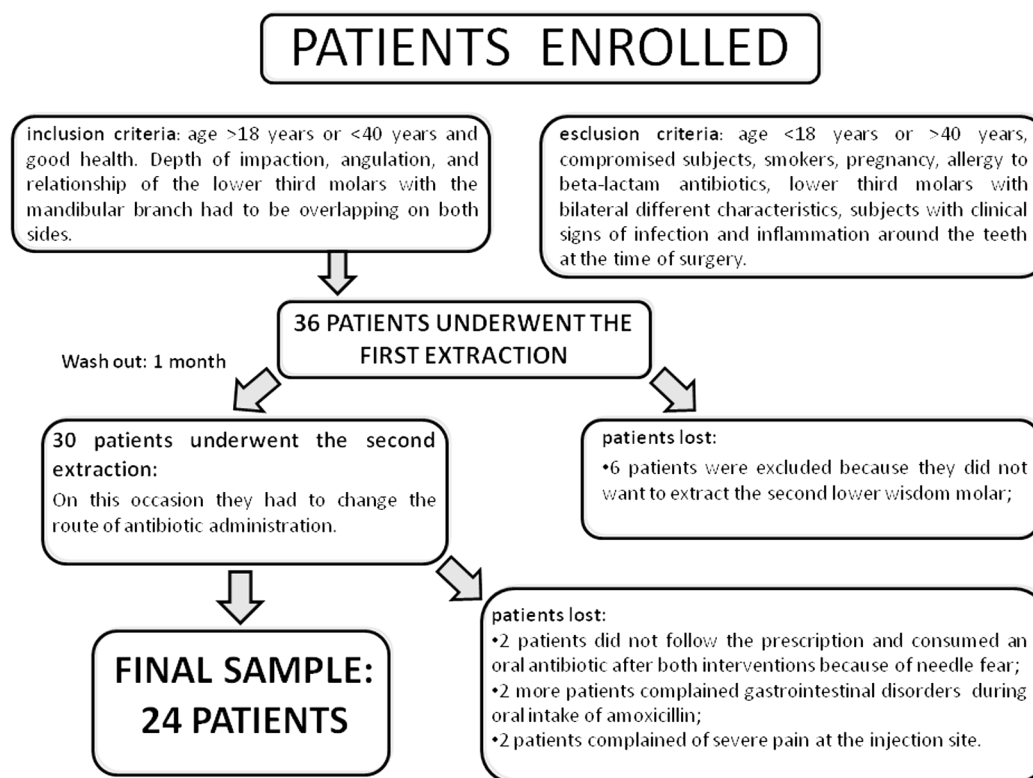 PATIENTS ENROLLED
inclusion criteria: age >18 years or <40 years and
good health. Depth of impaction, angulation, and
relationship of the lower third molars with the
mandibular branch had to be overlapping on both
sides.
esclusion criteria: age <18 years or >40 years,
compromised subjects, smokers, pregnancy, allergy to
beta-lactam antibiotics, lower third molars with
bilateral different characteristics, subjects with clinical
signs of infection and inflammation around the teeth
at the time of surgery.
36 PATIENTS UNDERWENT THE
FIRST EXTRACTION
Wash out: 1 month
30 patients underwent the second
extraction:
On this occasion they had to change the
route of antibiotic administration.
patients lost:
•6 patients were excluded because they did not
want to extract the second lower wisdom molar;
FINAL SAMPLE:
24 PATIENTS
patients lost:
•2 patients did not follow the prescription and consumed an
oral antibiotic after both interventions because of needle fear;
•2 more patients complained gastrointestinal disorders during
oral intake of amoxicillin;
•2 patients complained of severe pain at the injection site.